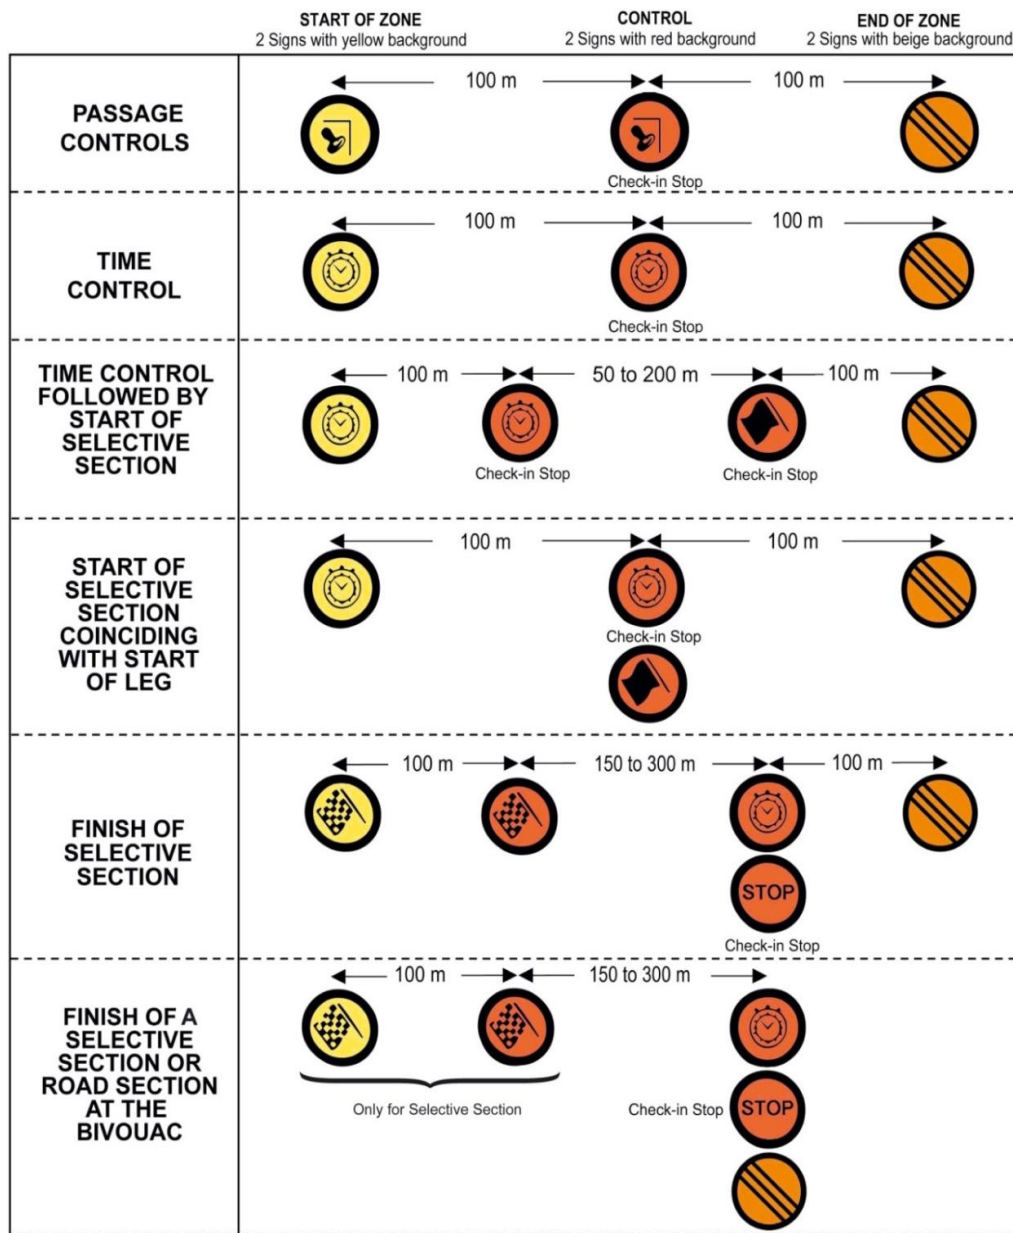 START OF ZONE
2 Signs with yellow background
CONTROL
2 Signs with red background
END OF ZONE
2 Signs with beige background
PASSAGE
CONTROLS
100 m
100 m
Check-in Stop
TIME
CONTROL
100 m
100 m
Check-in Stop
TIME CONTROL
FOLLOWED BY
START OF
SELECTIVE
SECTION
100 m
50 to 200 m
100 m
Check-in Stop
Check-in Stop
START OF
SELECTIVE
SECTION
COINCIDING
WITH START
OF LEG
100 m
100 m
Check-in Stop
FINISH OF
SELECTIVE
SECTION
100 m
150 to 300 m
100 m
STOP
Check-in Stop
FINISH OF A
SELECTIVE
SECTION OR
ROAD SECTION
AT THE
BIVOUAC
100 m
150 to 300 m
Only for Selective Section
Check-in Stop
STOP